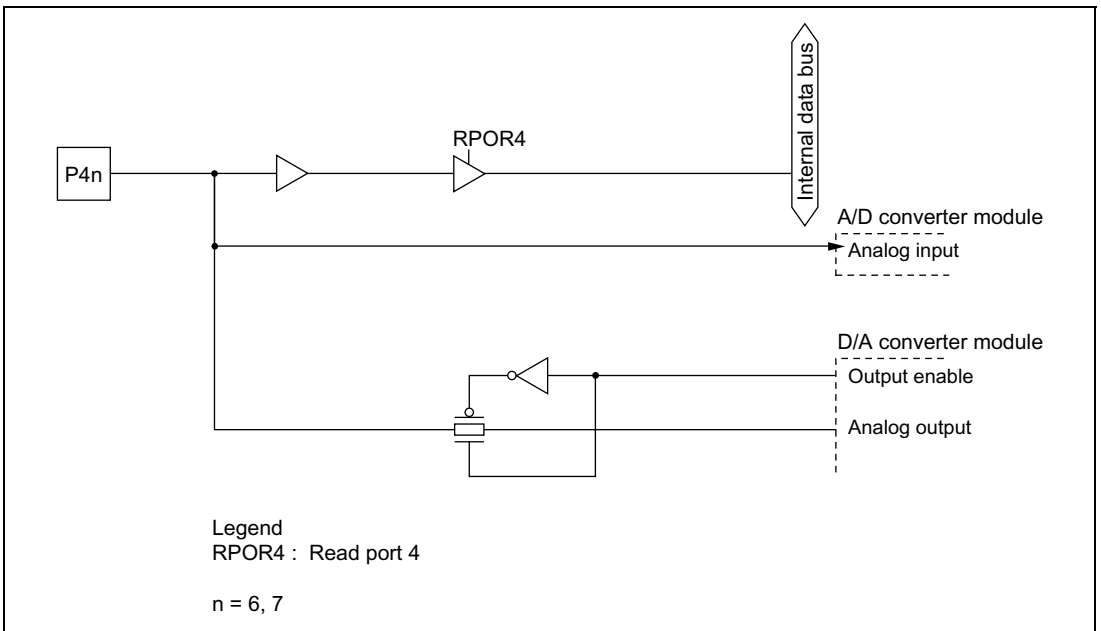 Internal data bus
RPOR4
P4n
A/D converter module
Analog input
D/A converter module
Output enable
Analog output
Legend
RPOR4 : Read port 4
n = 6, 7